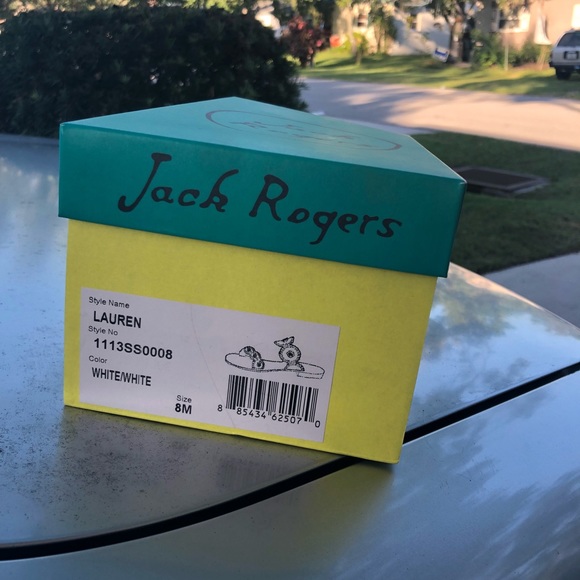 Jack Rogers
Style Name
LAUREN
Style No
1113SS0008
Color
WHITE/WHITE
Size
8M
8 85434 62507 0